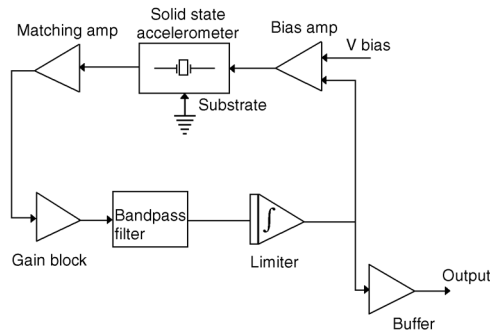 Solid state
accelerometer
Matching amp
Bias amp
V bias
Substrate
Bandpass
filter
Gain block
Limiter
Output
Buffer